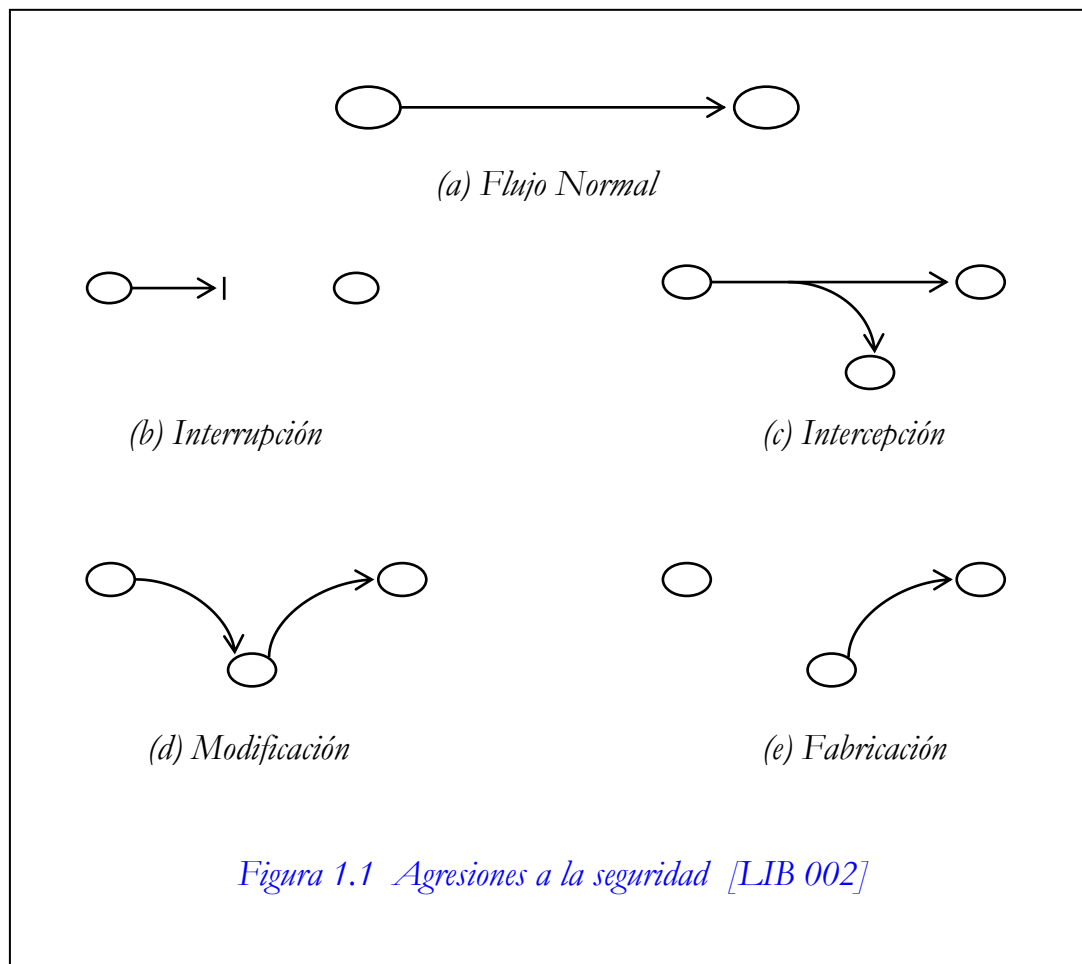 (a) Flujo Normal
(b) Interrupción
(c) Intercepción
(d) Modificación
(e) Fabricación
Figura 1.1 Agresiones a la seguridad [LIB 002]